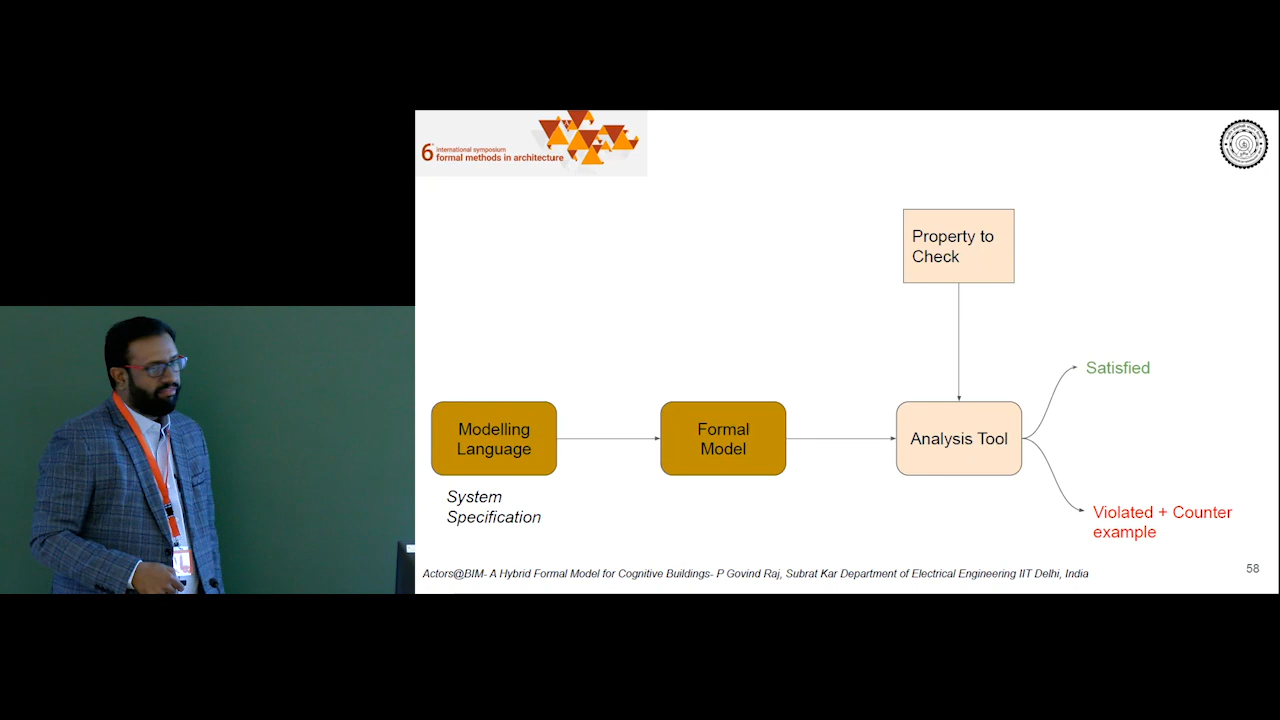 6th international symposium
formal methods in architecture
Property to
Check
Satisfied
Modelling
Language
Formal
Model
Analysis Tool
System
Specification
Violated + Counter
example
Actors@BIM- A Hybrid Formal Model for Cognitive Buildings- P Govind Raj, Subrat Kar Department of Electrical Engineering IIT Delhi, India
58